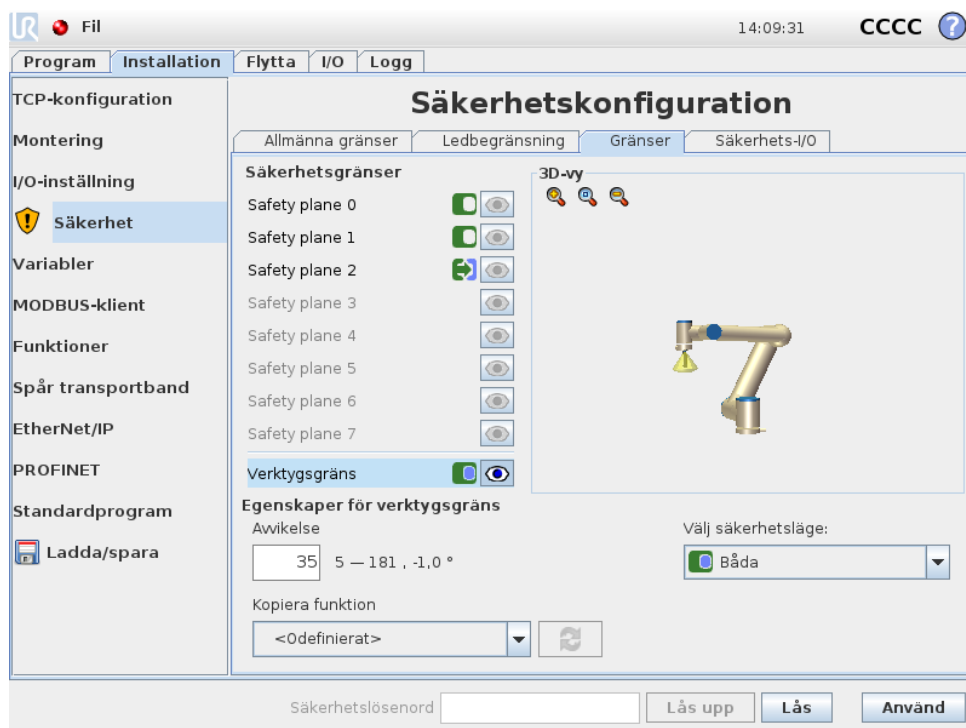 UR Fil 14:09:31 CCCC ?
Program Installation Flytta I/O Logg
TCP-konfiguration
Montering
I/O-inställning
Säkerhet
Variabler
MODBUS-klient
Funktioner
Spår transportband
EtherNet/IP
PROFINET
Standardprogram
Ladda/spara
Säkerhetskonfiguration
Allmänna gränser Ledbegränsning Gränser Säkerhets-I/O
Säkerhetsgränser
Safety plane 0
Safety plane 1
Safety plane 2
Safety plane 3
Safety plane 4
Safety plane 5
Safety plane 6
Safety plane 7
Verktygsgräns
3D-vy
Egenskaper för verktygsgräns
Avvikelse
35 5 — 181 , -1,0 °
Välj säkerhetsläge:
Båda
Kopiera funktion
<Odefinierat>
Säkerhetslösenord Lås upp Lås Använd